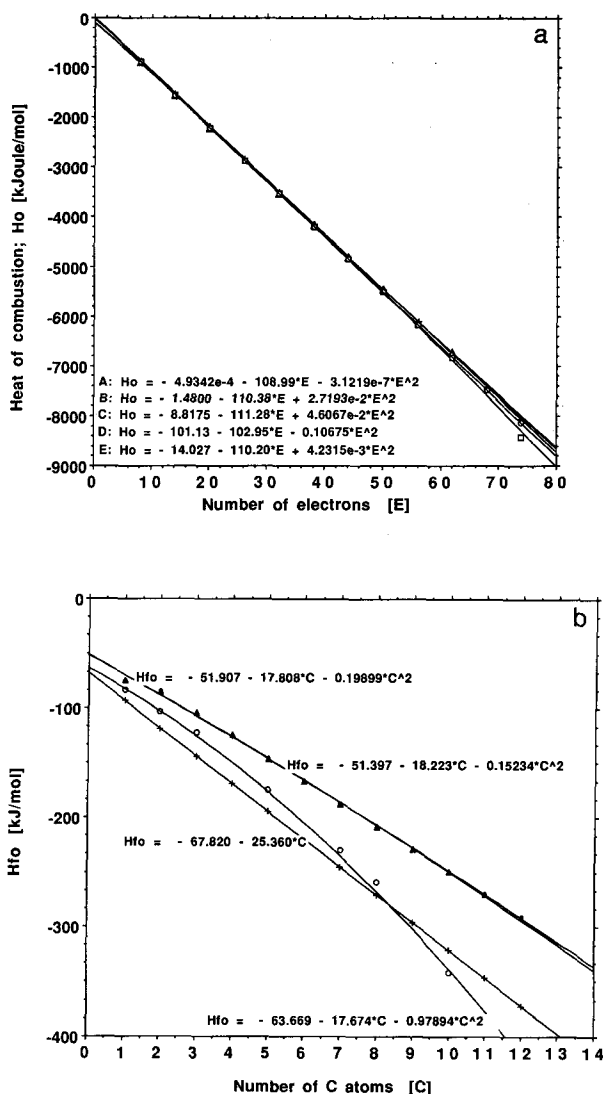 a
0
-1000
-2000
-3000
-4000
-5000
-6000
-7000
-8000
-9000
Heat of combustion; Ho [kJoule/mol]
A: Ho = - 4.9342e-4 - 108.99*E - 3.1219e-7*E^2
B: Ho = - 1.4800 - 110.38*E + 2.7193e-2*E^2
C: Ho = - 8.8175 - 111.28*E + 4.6067e-2*E^2
D: Ho = - 101.13 - 102.95*E - 0.10675*E^2
E: Ho = - 14.027 - 110.20*E + 4.2315e-3*E^2
0 10 20 30 40 50 60 70 80
Number of electrons [E]
b
0
-100
-200
-300
-400
Hfo [kJ/mol]
Hfo = - 51.907 - 17.808*C - 0.19899*C^2
Hfo = - 51.397 - 18.223*C - 0.15234*C^2
Hfo = - 67.820 - 25.360*C
Hfo = - 63.669 - 17.674*C - 0.97894*C^2
0 1 2 3 4 5 6 7 8 9 10 11 12 13 14
Number of C atoms [C]